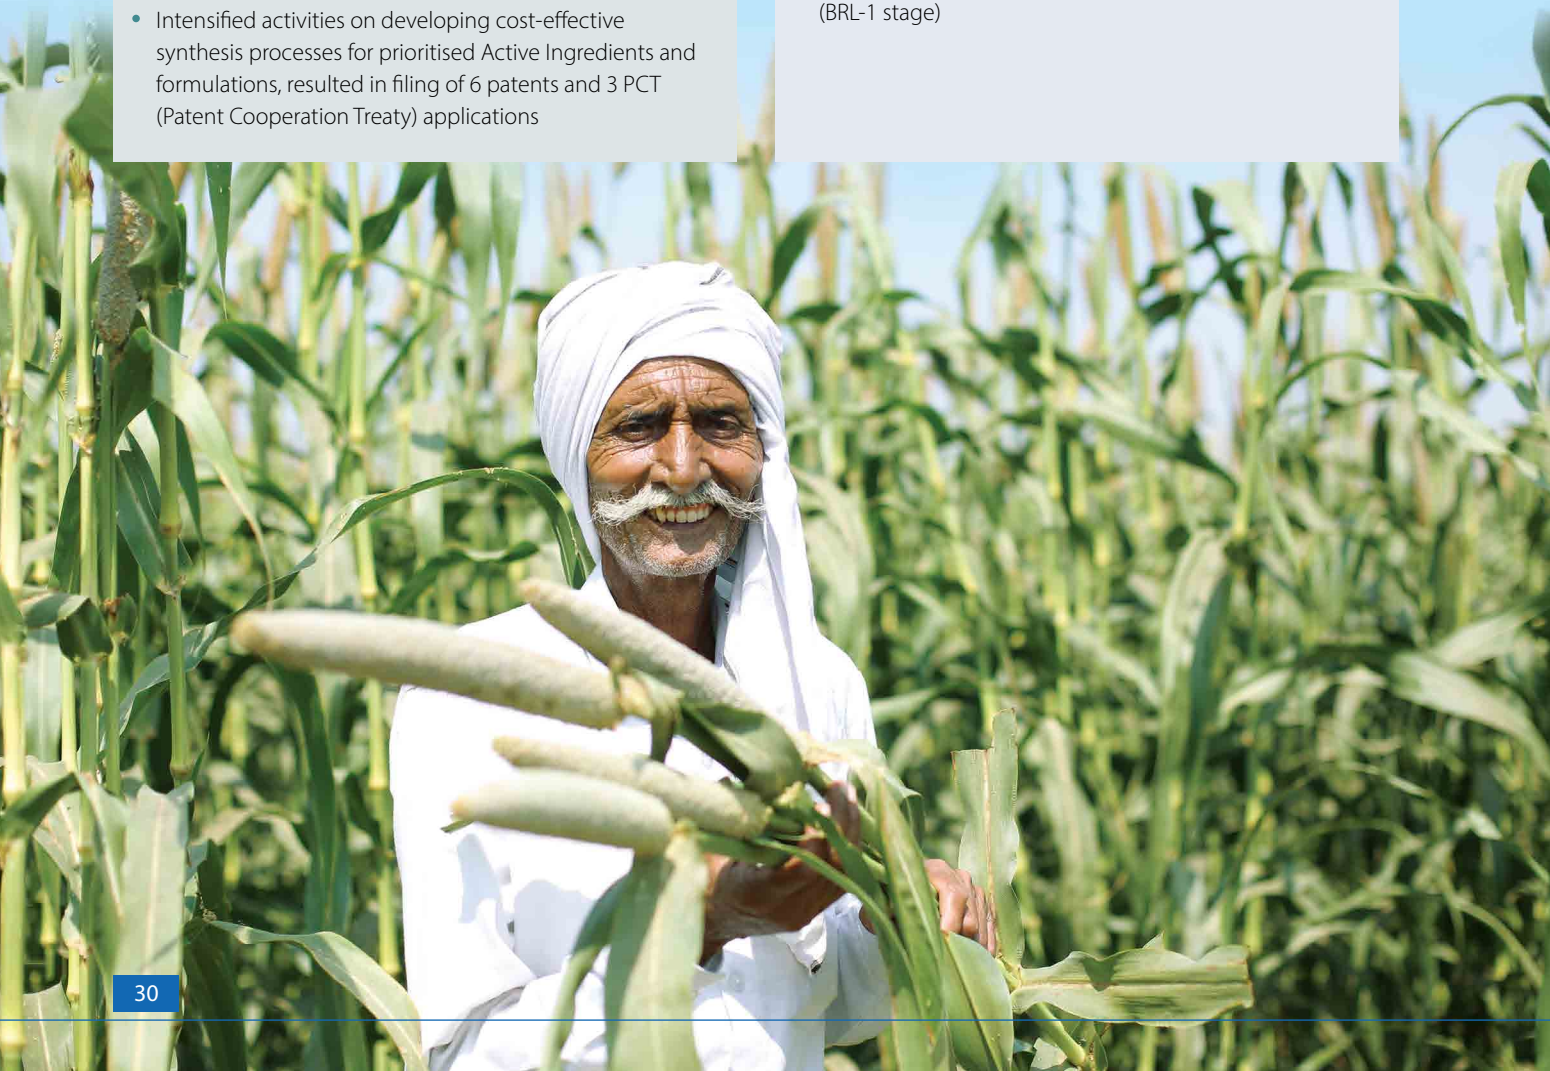 • Intensified activities on developing cost-effective
synthesis processes for prioritised Active Ingredients and
formulations, resulted in filing of 6 patents and 3 PCT
(Patent Cooperation Treaty) applications
(BRL-1 stage)
30